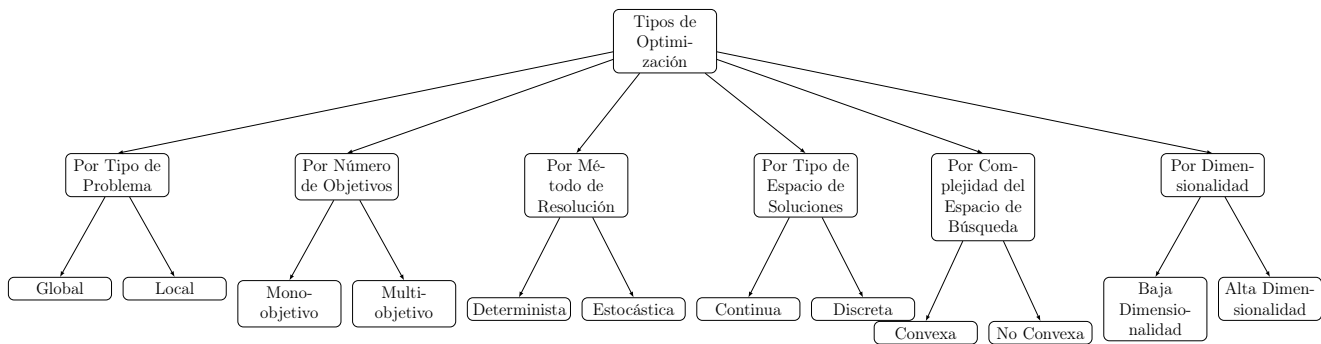 Tipos de
Optimi-
zación
Por Tipo de
Problema
Por Número
de Objetivos
Por Mé-
todo de
Resolución
Por Tipo de
Espacio de
Soluciones
Por Com-
plejidad del
Espacio de
Búsqueda
Por Dimen-
sionalidad
Global
Local
Mono-
objetivo
Multi-
objetivo
Determinista
Estocástica
Continua
Discreta
Convexa
No Convexa
Baja
Dimensio-
nalidad
Alta Dimen-
sionalidad